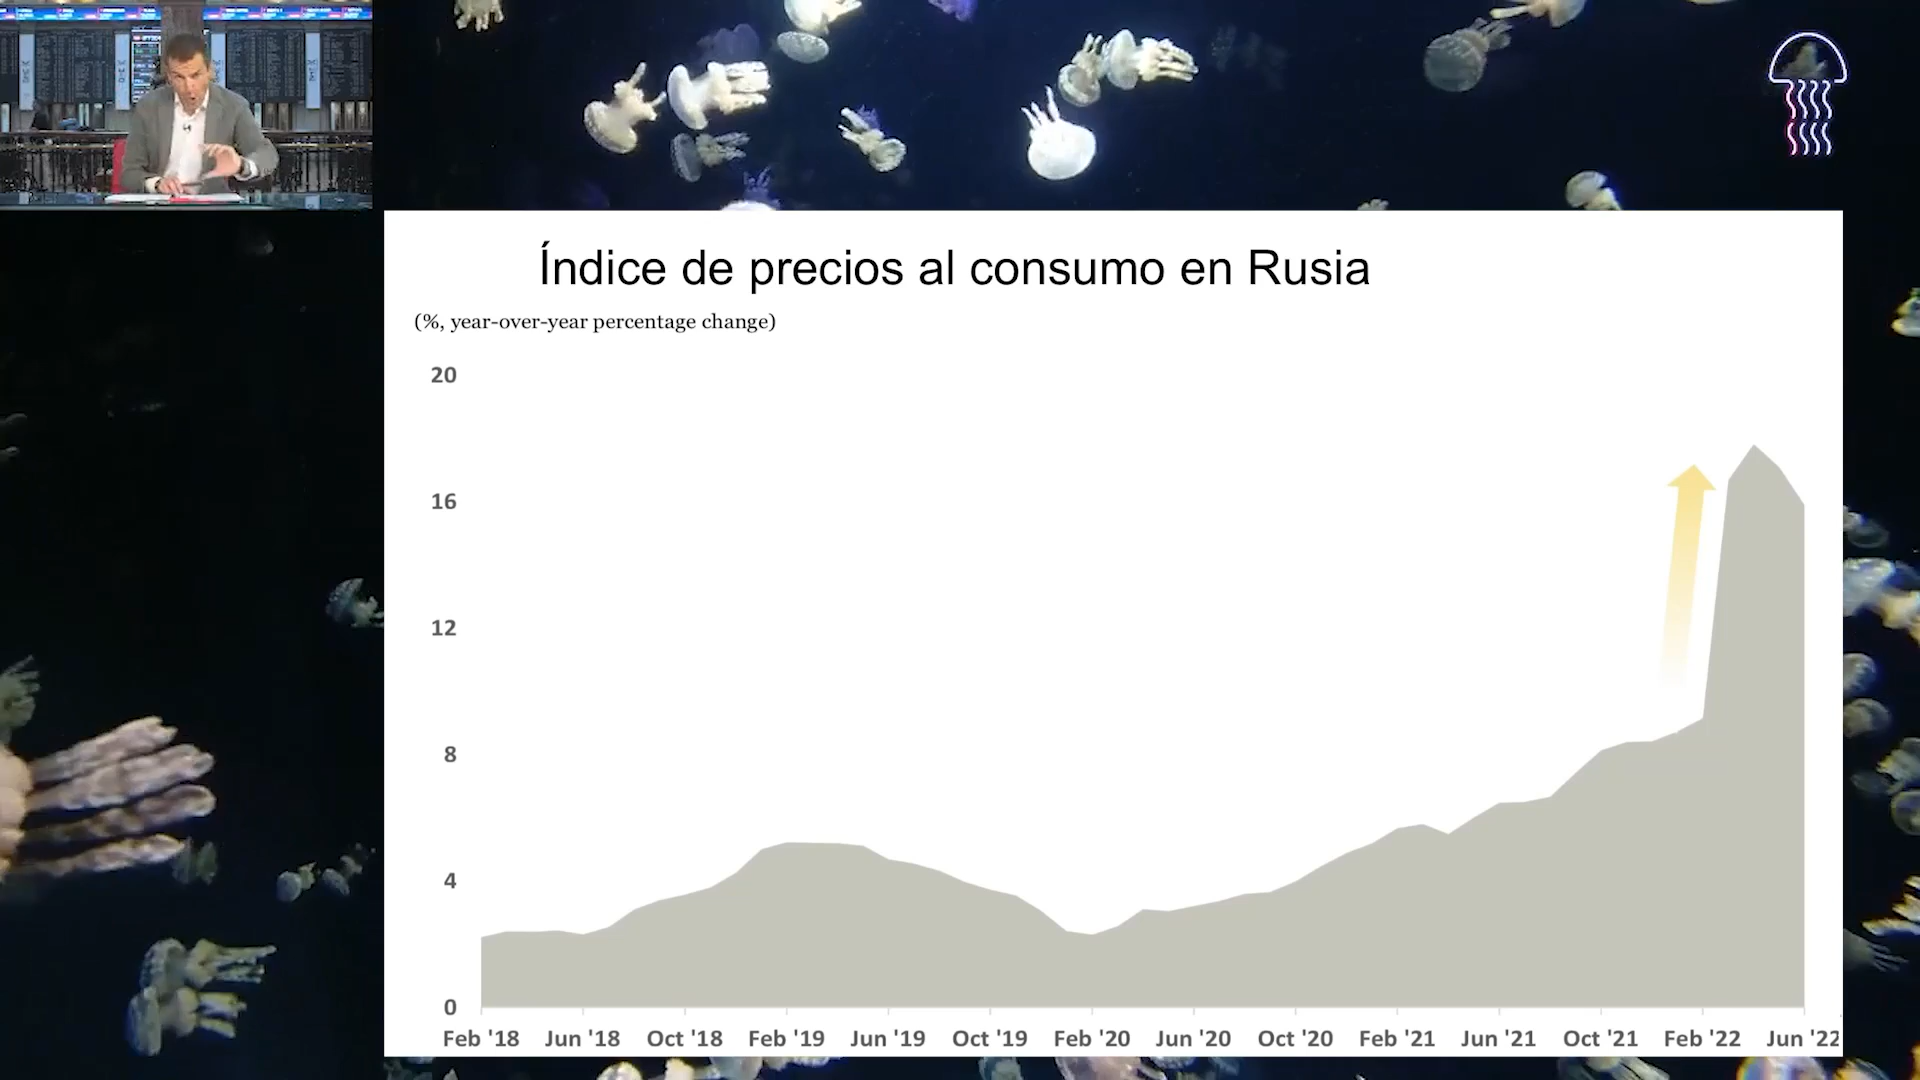 Índice de precios al consumo en Rusia
(%, year-over-year percentage change)
20
16
12
8
4
0
Feb '18 Jun '18 Oct '18 Feb '19 Jun '19 Oct '19 Feb '20 Jun '20 Oct '20 Feb '21 Jun '21 Oct '21 Feb '22 Jun '22